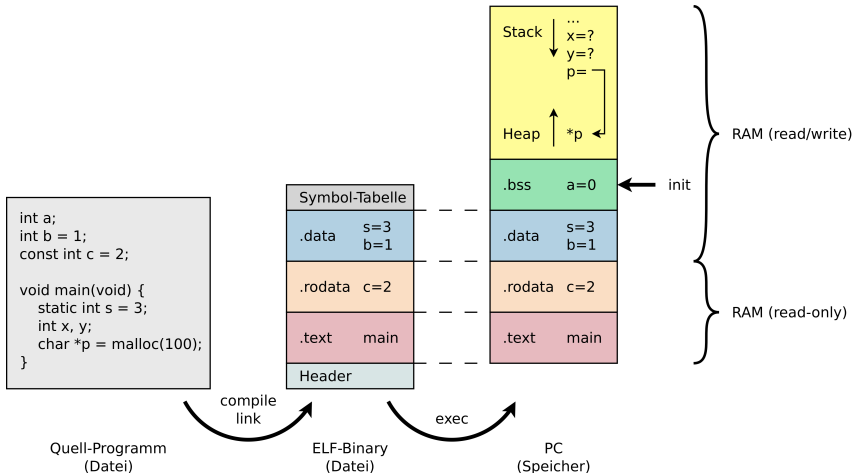 int a;
int b = 1;
const int c = 2;
void main(void) {
static int s = 3;
int x, y;
char *p = malloc(100);
}
Quell-Programm
(Datei)
compile
link
Symbol-Tabelle
.data s=3
b=1
.rodata c=2
.text main
Header
ELF-Binary
(Datei)
exec
Stack
...
x=?
y=?
p=
Heap *p
.bss a=0
.data s=3
b=1
.rodata c=2
.text main
PC
(Speicher)
init
RAM (read/write)
RAM (read-only)